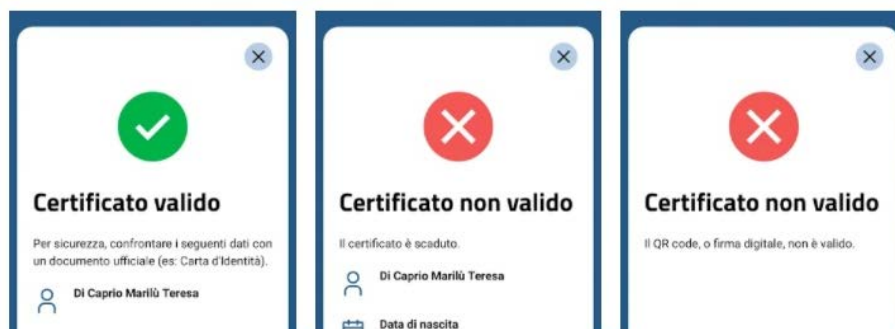 Certificato valido
Per sicurezza, confrontare i seguenti dati con
un documento ufficiale (es: Carta d'Identità).
Di Caprio Marilù Teresa
Certificato non valido
Il certificato è scaduto.
Di Caprio Marilù Teresa
Data di nascita
Certificato non valido
Il QR code, o firma digitale, non è valido.